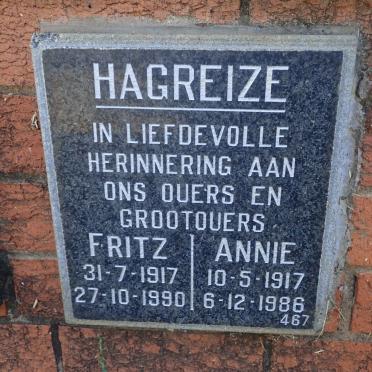 HAGREIZE
IN LIEFDEVOLLE
HERINNERING AAN
ONS OUERS EN
GROOTOUERS
FRITZ ANNIE
31-7-1917 10-5-1917
27-10-1990 6-12-1986
467